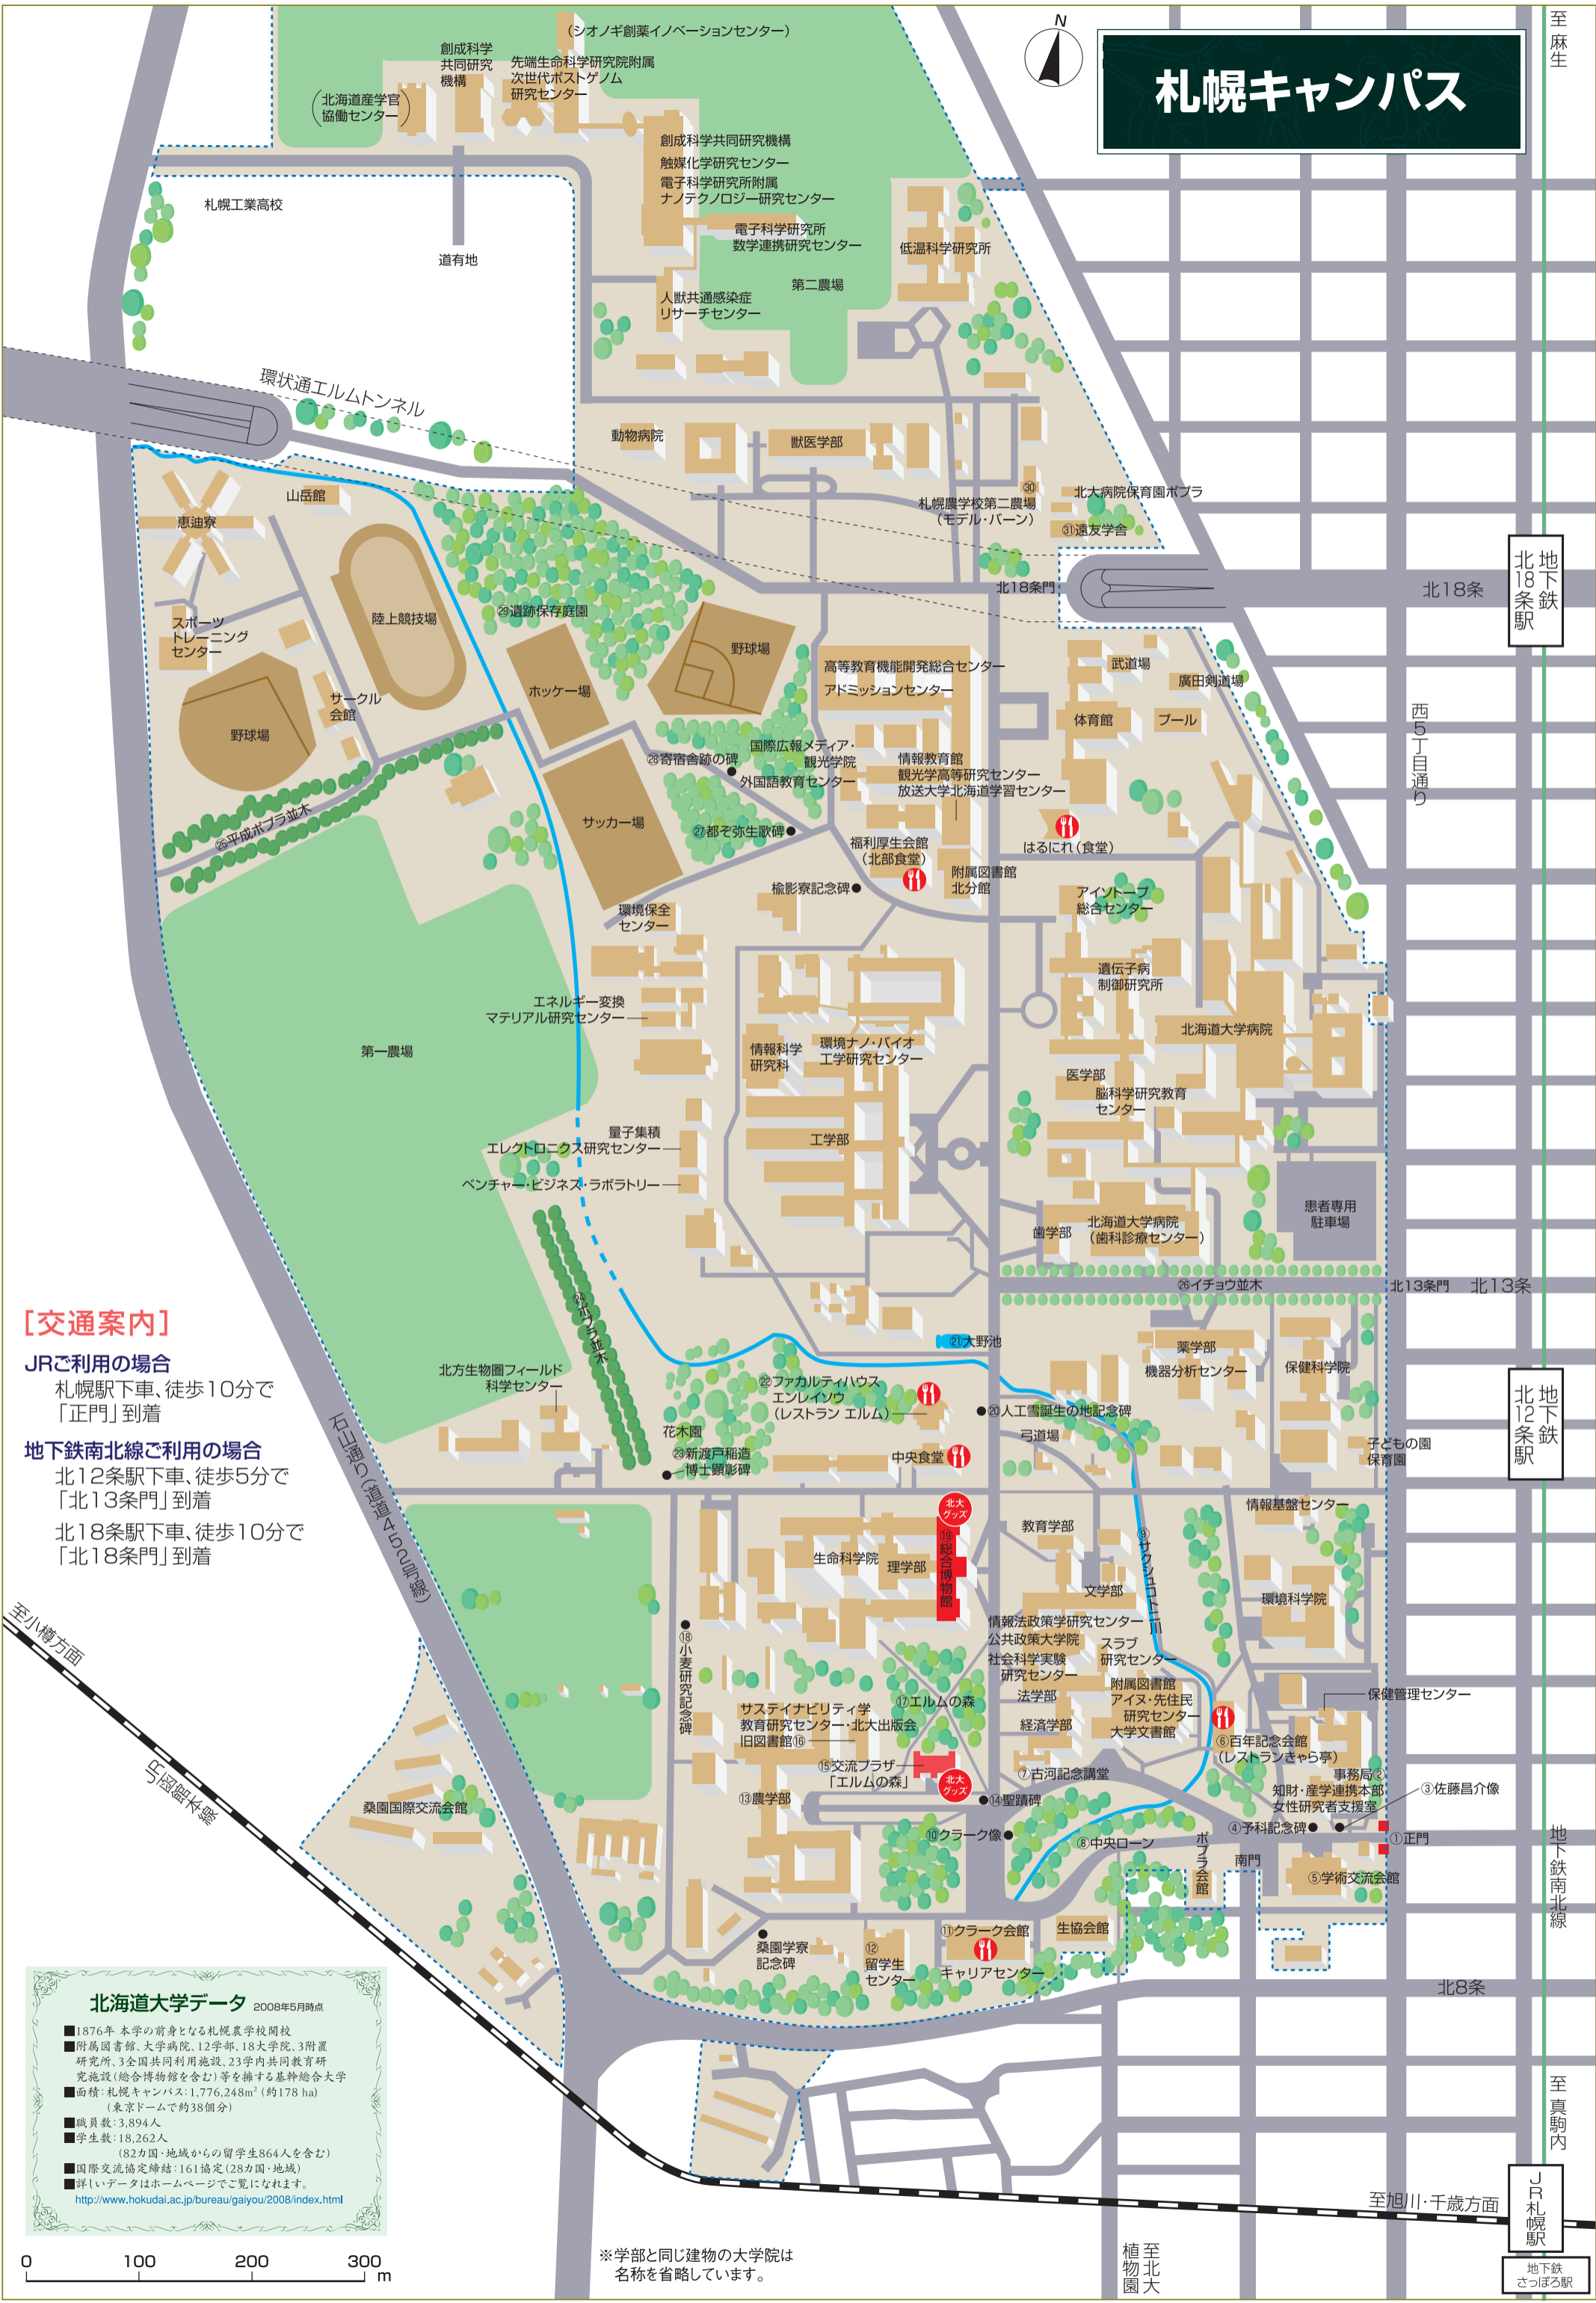 札幌キャンパス
N
至 麻生
(シオノギ創薬イノベーションセンター)
創成科学
共同研究
機構
先端生命科学研究院附属
次世代ポストゲノム
研究センター
(北海道産学官
協働センター)
創成科学共同研究機構
触媒化学研究センター
電子科学研究所附属
ナノテクノロジー研究センター
電子科学研究所
数学連携研究センター
低温科学研究所
札幌工業高校
道有地
第二農場
人獣共通感染症
リサーチセンター
環状通エルムトンネル
動物病院
獣医学部
山岳館
恵迪寮
㉚
札幌農学校第二農場
(モデル・バーン)
北大病院保育園ポプラ
㉛遠友学舎
北18条門
北18条
地下鉄
北18条駅
スポーツ
トレーニング
センター
陸上競技場
㉙遺跡保存庭園
野球場
ホッケー場
サークル
会館
野球場
高等教育機能開発総合センター
アドミッションセンター
武道場
廣田剣道場
体育館
プール
西5丁目通り
国際広報メディア・
観光学院
㉘寄宿舎跡の碑
外国語教育センター
情報教育館
観光学高等研究センター
放送大学北海道学習センター
㉕平成ポプラ並木
サッカー場
㉗都ぞ弥生歌碑
福利厚生会館
(北部食堂)
はるにれ(食堂)
附属図書館
北分館
楡影寮記念碑
アイソトープ
総合センター
環境保全
センター
遺伝子病
制御研究所
エネルギー変換
マテリアル研究センター
北海道大学病院
情報科学
研究科
環境ナノ・バイオ
工学研究センター
第一農場
医学部
脳科学研究教育
センター
量子集積
エレクトロニクス研究センター
工学部
ベンチャー・ビジネス・ラボラトリー
患者専用
駐車場
歯学部
北海道大学病院
(歯科診療センター)
㉖イチョウ並木
北13条門
北13条
㉔ポプラ並木
㉑大野池
薬学部
機器分析センター
保健科学院
地下鉄
北12条駅
[交通案内]
JRご利用の場合
札幌駅下車、徒歩10分で
「正門」到着
地下鉄南北線ご利用の場合
北12条駅下車、徒歩5分で
「北13条門」到着
北18条駅下車、徒歩10分で
「北18条門」到着
北方生物圏フィールド
科学センター
㉒ファカルティハウス
エンレイソウ
(レストラン エルム)
⑳人工雪誕生の地記念碑
花木園
弓道場
㉓新渡戸稲造
博士顕彰碑
中央食堂
子どもの園
保育園
石山通り(道道452号線)
北大
グッズ
情報基盤センター
教育学部
⑲総合博物館
生命科学院
理学部
⑨サクシュコトニ川
文学部
環境科学院
至小樽方面
情報法政策学研究センター
公共政策大学院
社会科学実験
研究センター
スラブ
研究センター
⑱小麦研究記念碑
法学部
附属図書館
アイヌ・先住民
研究センター
大学文書館
⑰エルムの森
経済学部
サステイナビリティ学
教育研究センター・北大出版会
旧図書館⑯
保健管理センター
⑥百年記念会館
(レストランきゃら亭)
⑮交流プラザ
「エルムの森」
北大
グッズ
⑦古河記念講堂
事務局②
知財・産学連携本部
女性研究者支援室
③佐藤昌介像
JR函館本線
桑園国際交流会館
⑬農学部
⑭聖蹟碑
⑩クラーク像
⑧中央ローン
ポプラ会館
④予科記念碑
①正門
南門
⑤学術交流会館
地下鉄南北線
桑園学寮
記念碑
⑫
留学生
センター
⑪クラーク会館
キャリアセンター
生協会館
北8条
北海道大学データ 2008年5月時点
■1876年 本学の前身となる札幌農学校開校
■附属図書館、大学病院、12学部、18大学院、3附置
研究所、3全国共同利用施設、23学内共同教育研
究施設(総合博物館を含む)等を擁する基幹総合大学
■面積：札幌キャンパス：1,776,248m²(約178 ha)
(東京ドームで約38個分)
■職員数：3,894人
■学生数：18,262人
(82カ国・地域からの留学生864人を含む)
■国際交流協定締結：161協定(28カ国・地域)
■詳しいデータはホームページでご覧になれます。
http://www.hokudai.ac.jp/bureau/gaiyou/2008/index.html
0 100 200 300 m
※学部と同じ建物の大学院は
名称を省略しています。
至北大
植物園
至旭川・千歳方面
至 真駒内
JR札幌駅
地下鉄
さっぽろ駅